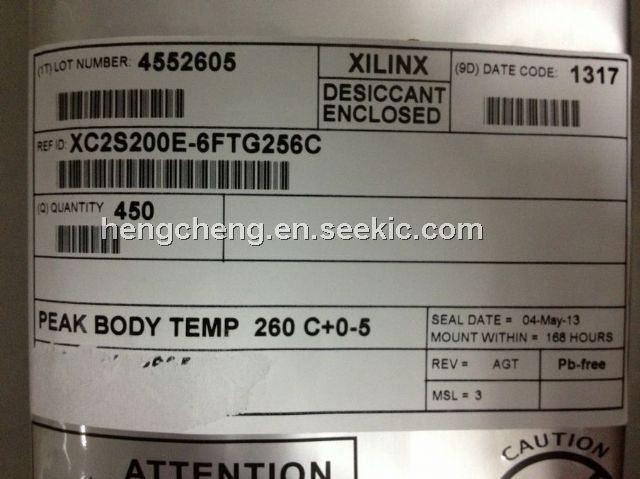 (1T) LOT NUMBER: 4552605
XILINX
DESICCANT
ENCLOSED
(9D) DATE CODE: 1317
REF ID: XC2S200E-6FTG256C
(Q) QUANTITY 450
hengcheng.en.seekic.com
PEAK BODY TEMP 260 C+0-5
SEAL DATE = 04-May-13
MOUNT WITHIN = 168 HOURS
REV = AGT
Pb-free
MSL = 3
ATTENTION
CAUTION